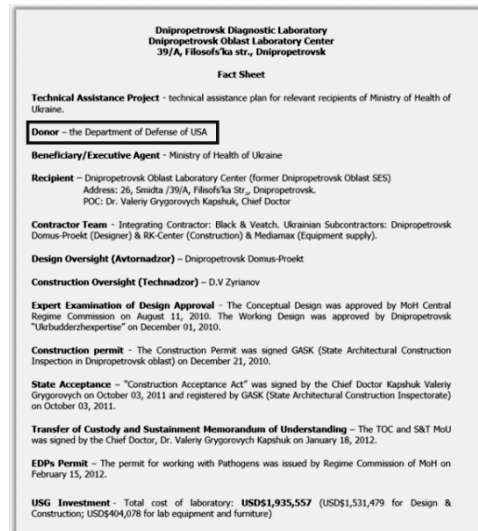 Dnipropetrovsk Diagnostic Laboratory
Dnipropetrovsk Oblast Laboratory Center
39/A, Filosofs'ka str., Dnipropetrovsk
Fact Sheet
Technical Assistance Project - technical assistance plan for relevant recipients of Ministry of Health of
Ukraine.
Donor – the Department of Defense of USA
Beneficiary/Executive Agent - Ministry of Health of Ukraine
Recipient – Dnipropetrovsk Oblast Laboratory Center (former Dnipropetrovsk Oblast SES)
Address: 26, Smidta /39/A, Filisofs'ka Str., Dnipropetrovsk.
POC: Dr. Valeriy Grygorovych Kapshuk, Chief Doctor
Contractor Team - Integrating Contractor: Black & Veatch. Ukrainian Subcontractors: Dnipropetrovsk
Domus-Proekt (Designer) & RK-Center (Construction) & Mediamax (Equipment supply).
Design Oversight (Avtornadzor) – Dnipropetrovsk Domus-Proekt
Construction Oversight (Technadzor) – D.V Zyrianov
Expert Examination of Design Approval - The Conceptual Design was approved by MoH Central
Regime Commission on August 11, 2010. The Working Design was approved by Dnipropetrovsk
"Ukrbudderzhexpertise" on December 01, 2010.
Construction permit - The Construction Permit was signed GASK (State Architectural Construction
Inspection in Dnipropetrovsk oblast) on December 21, 2010.
State Acceptance – "Construction Acceptance Act" was signed by the Chief Doctor Kapshuk Valeriy
Grygorovych on October 03, 2011 and registered by GASK (State Architectural Construction Inspectorate)
on October 03, 2011.
Transfer of Custody and Sustainment Memorandum of Understanding – The TOC and S&T MoU
was signed by the Chief Doctor, Dr. Valeriy Grygorovych Kapshuk on January 18, 2012.
EDPs Permit – The permit for working with Pathogens was issued by Regime Commission of MoH on
February 15, 2012.
USG Investment - Total cost of laboratory: USD$1,935,557 (USD$1,531,479 for Design &
Construction; USD$404,078 for lab equipment and furniture)